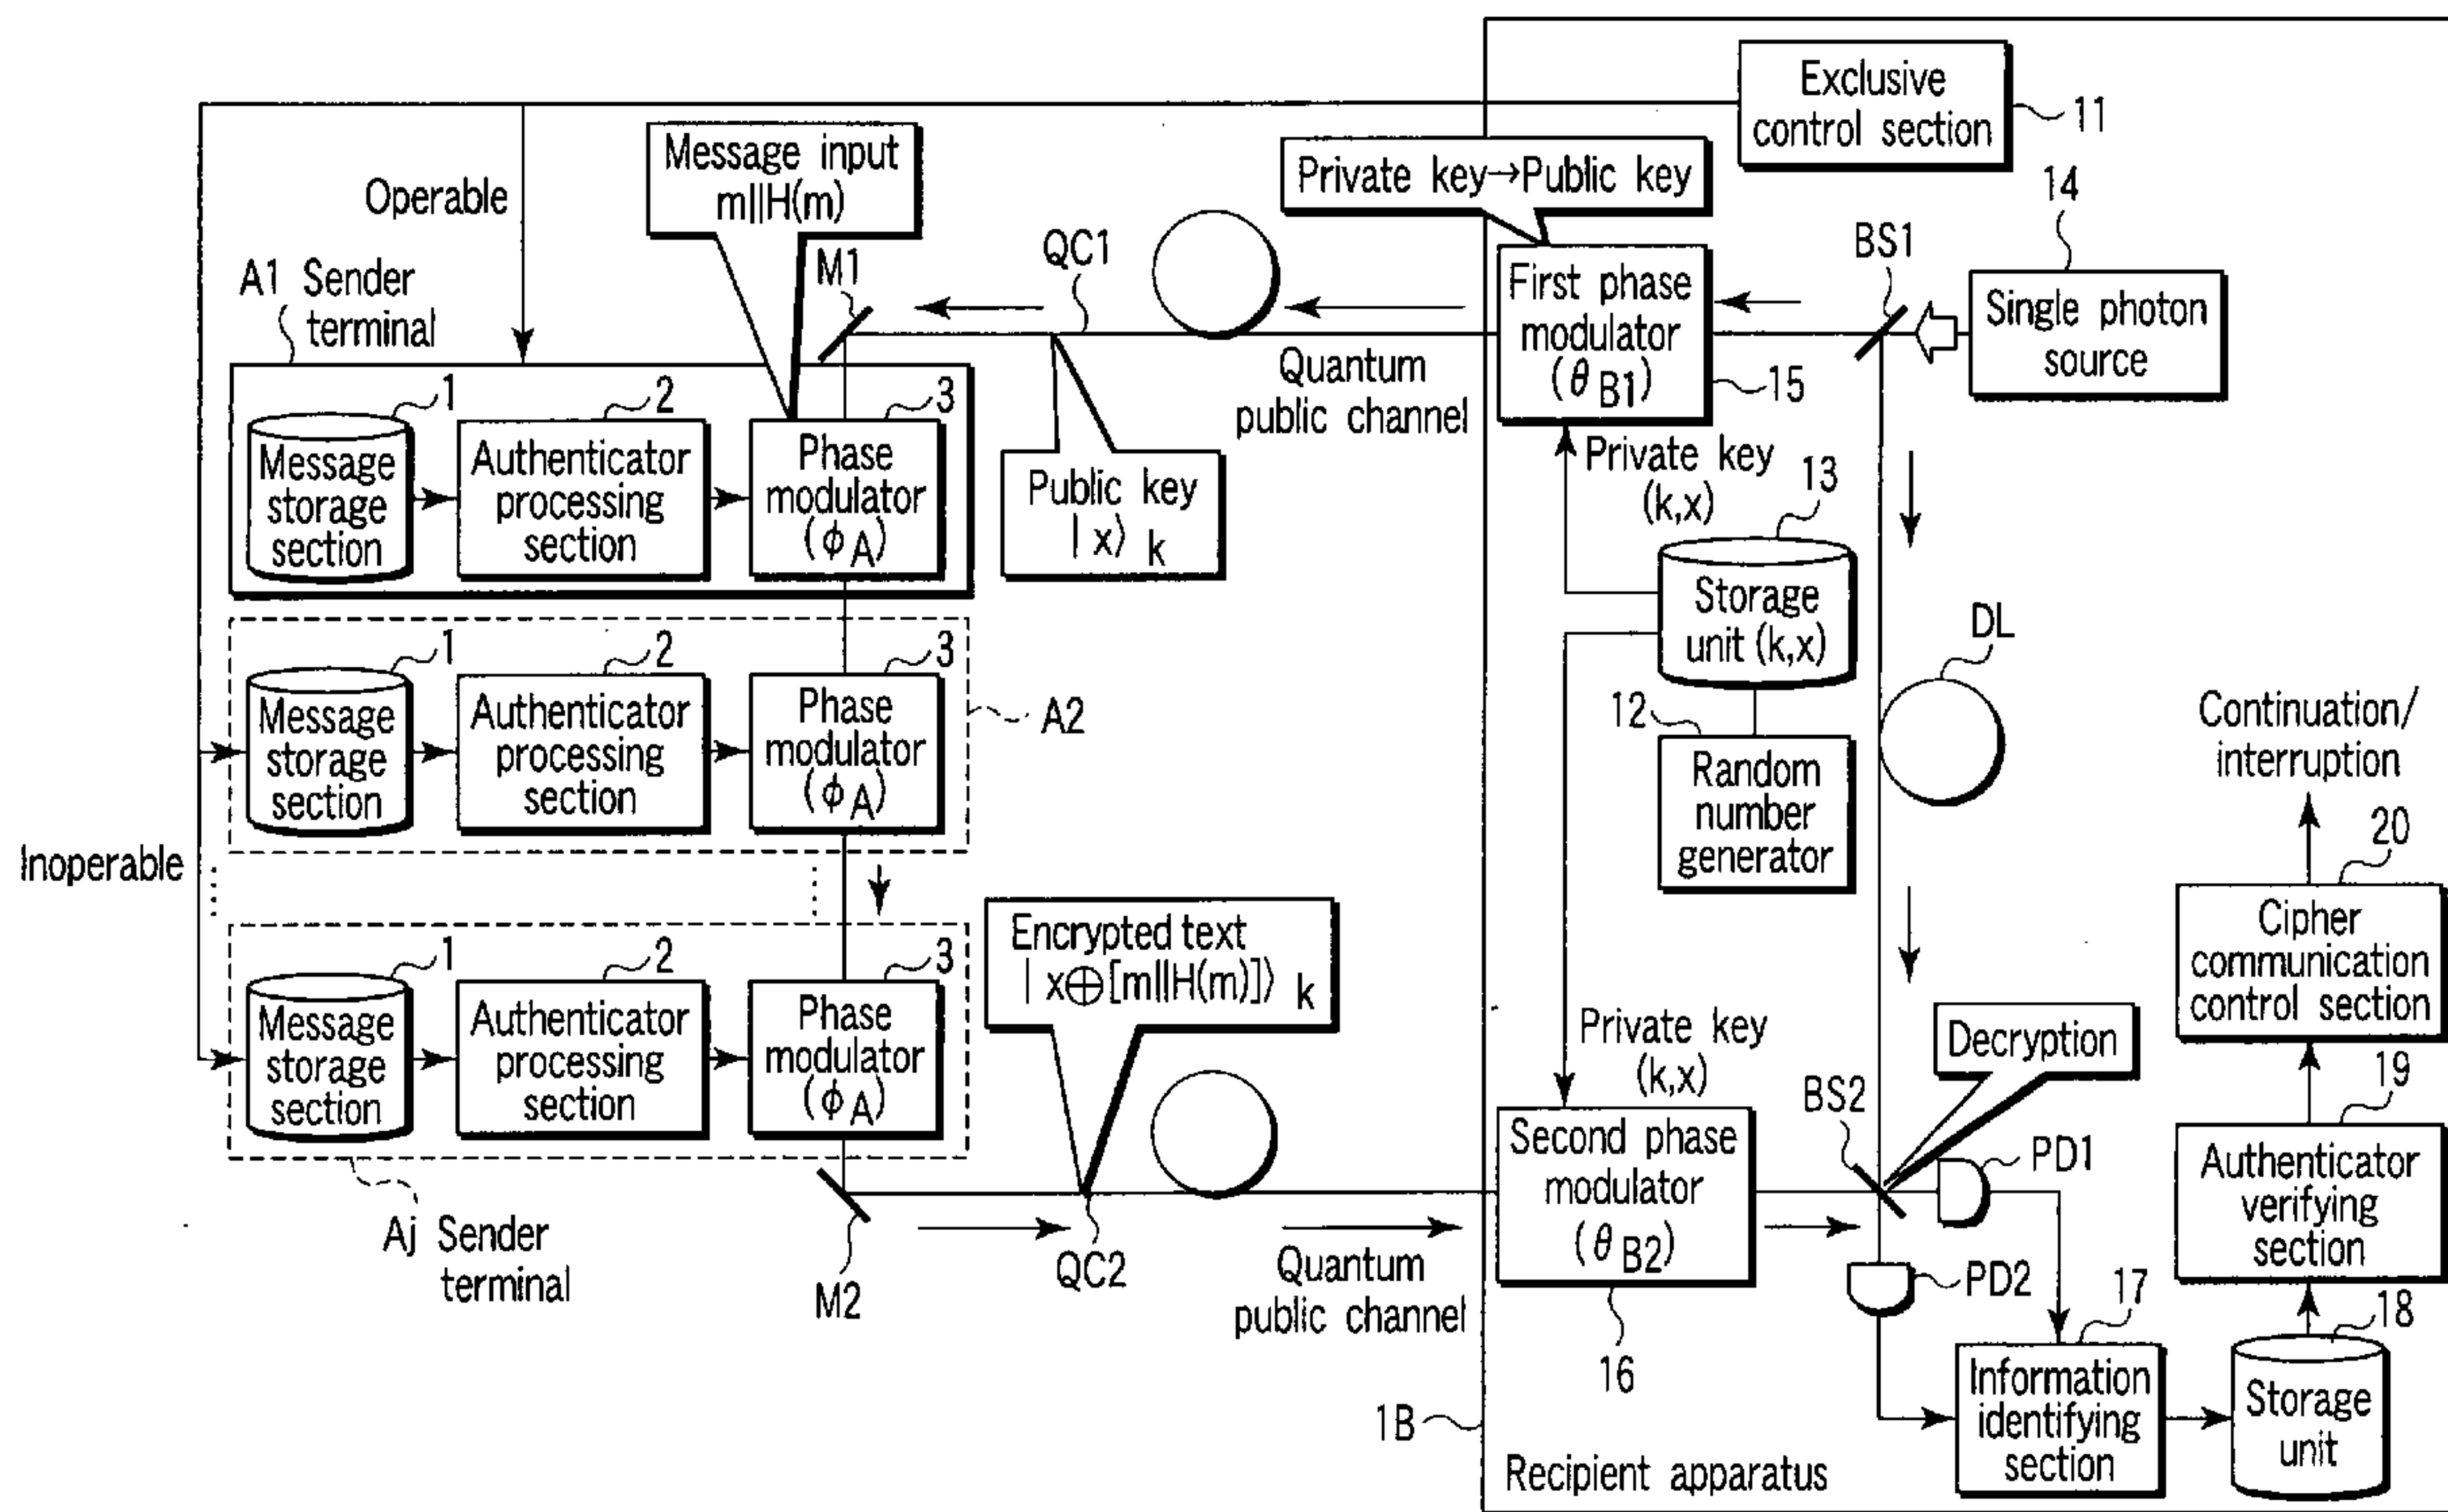 Exclusive
control section
11
Message input
m||H(m)
Private key→Public key
14
Operable
M1
QC1
BS1
A1 Sender
terminal
First phase
modulator
(θ B1)
15
Single photon
source
Quantum
public channel
1
2
3
Message
storage
section
Authenticator
processing
section
Phase
modulator
(ϕ A)
Public key
| x⟩ k
Private key
(k,x)
13
Storage
unit (k,x)
DL
1
2
3
Message
storage
section
Authenticator
processing
section
Phase
modulator
(ϕ A)
A2
12
Random
number
generator
Continuation/
interruption
20
Inoperable
Cipher
communication
control section
Encrypted text
| x⊕[m||H(m)]⟩ k
1
2
3
Message
storage
section
Authenticator
processing
section
Phase
modulator
(ϕ A)
Private key
(k,x)
Decryption
19
BS2
Second phase
modulator
(θ B2)
PD1
Authenticator
verifying
section
Aj Sender
terminal
M2
QC2
Quantum
public channel
PD2
17
18
16
1B
Information
identifying
section
Storage
unit
Recipient apparatus